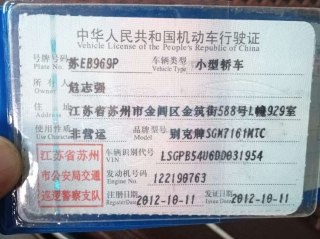 中华人民共和国机动车行驶证
Vehicle License of the People's Republic of China
号牌号码 苏EB969P 车辆类型 小型轿车
Plate No. Vehicle Type
所有人 危志强
Owner
住址 江苏省苏州市金阊区金筑街588号L幢929室
Address
使用性质 非营运 品牌型号 别克牌SGM7161MTC
Use Character Model
江苏省苏州 车辆识别代号 LSGPB54U6DD031954
VIN
市公安局交通 发动机号码 122190763
Engine No.
巡逻警察支队 注册日期 2012-10-11 发证日期 2012-10-11
Register Date Issue Date